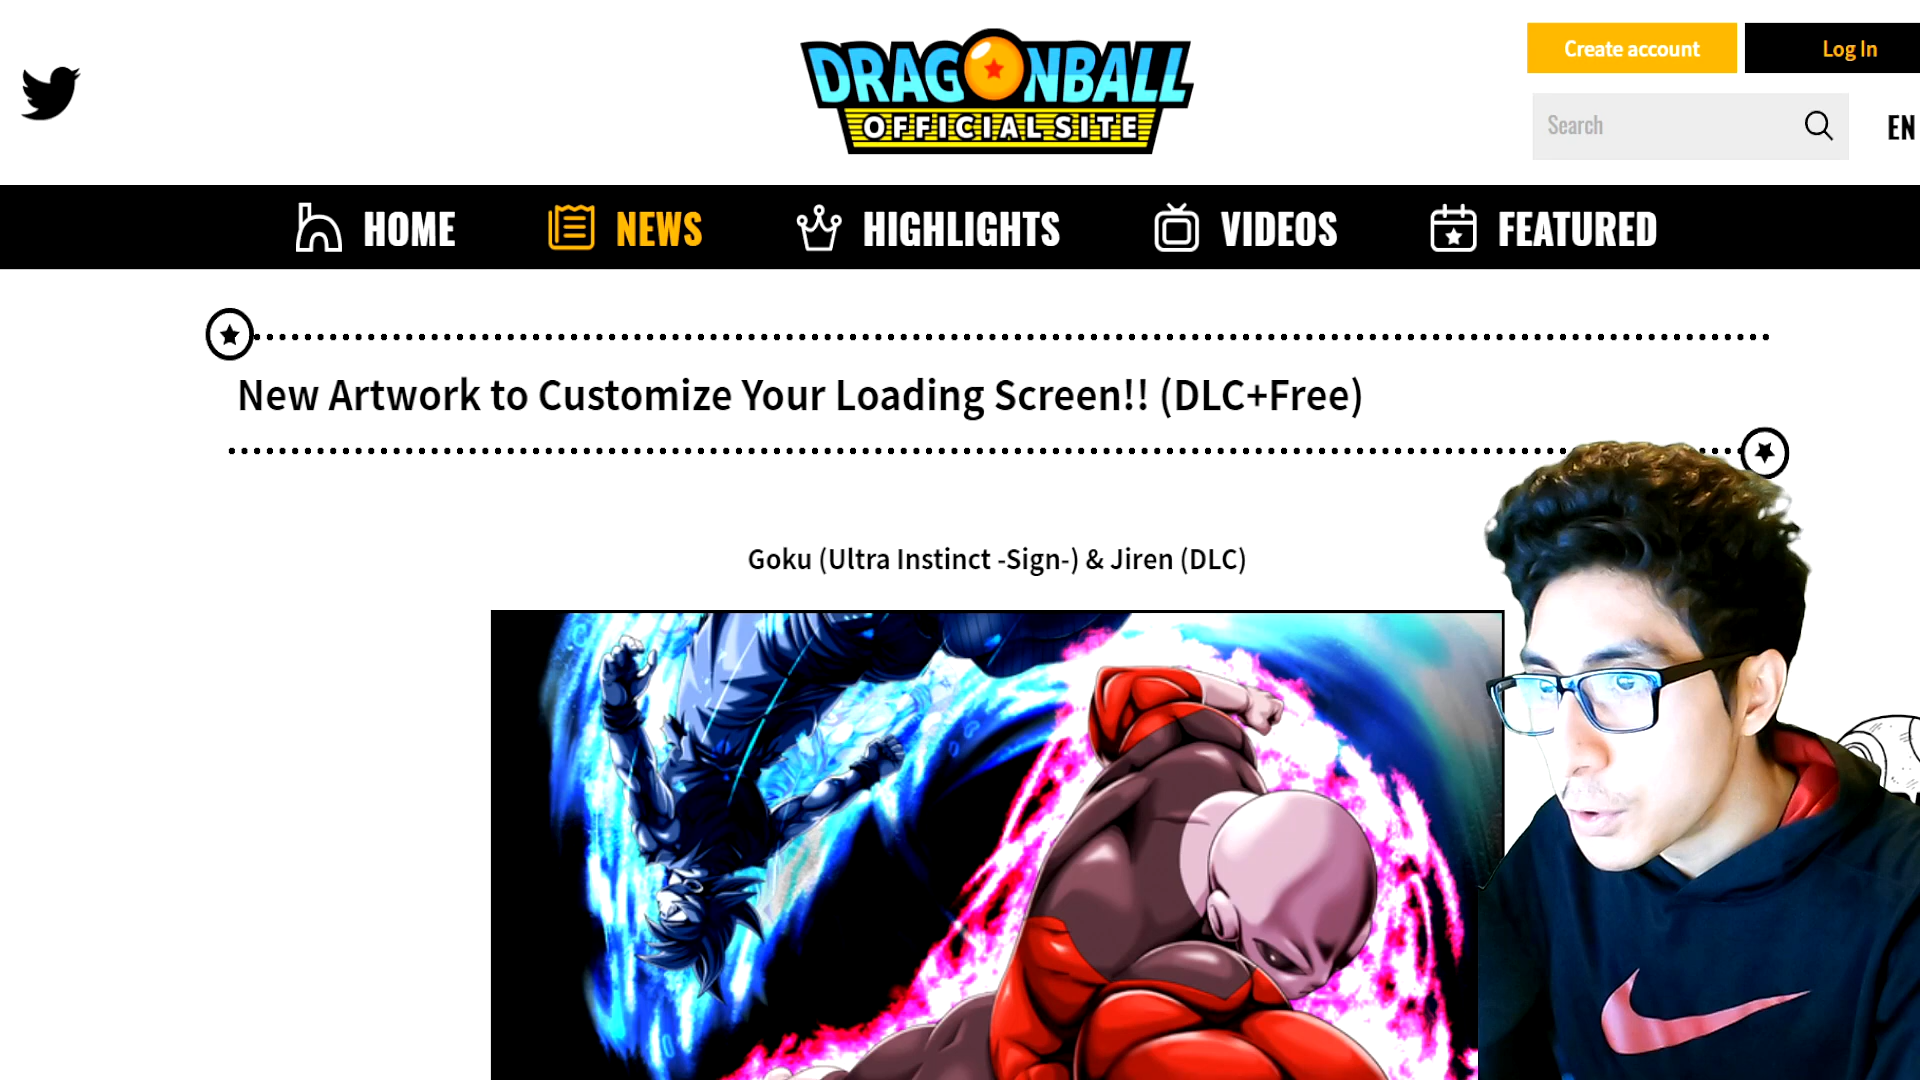 DRAGONBALL
OFFICIAL SITE
Create account
Log In
Search
EN
HOME
NEWS
HIGHLIGHTS
VIDEOS
FEATURED
New Artwork to Customize Your Loading Screen!! (DLC+Free)
Goku (Ultra Instinct -Sign-) & Jiren (DLC)